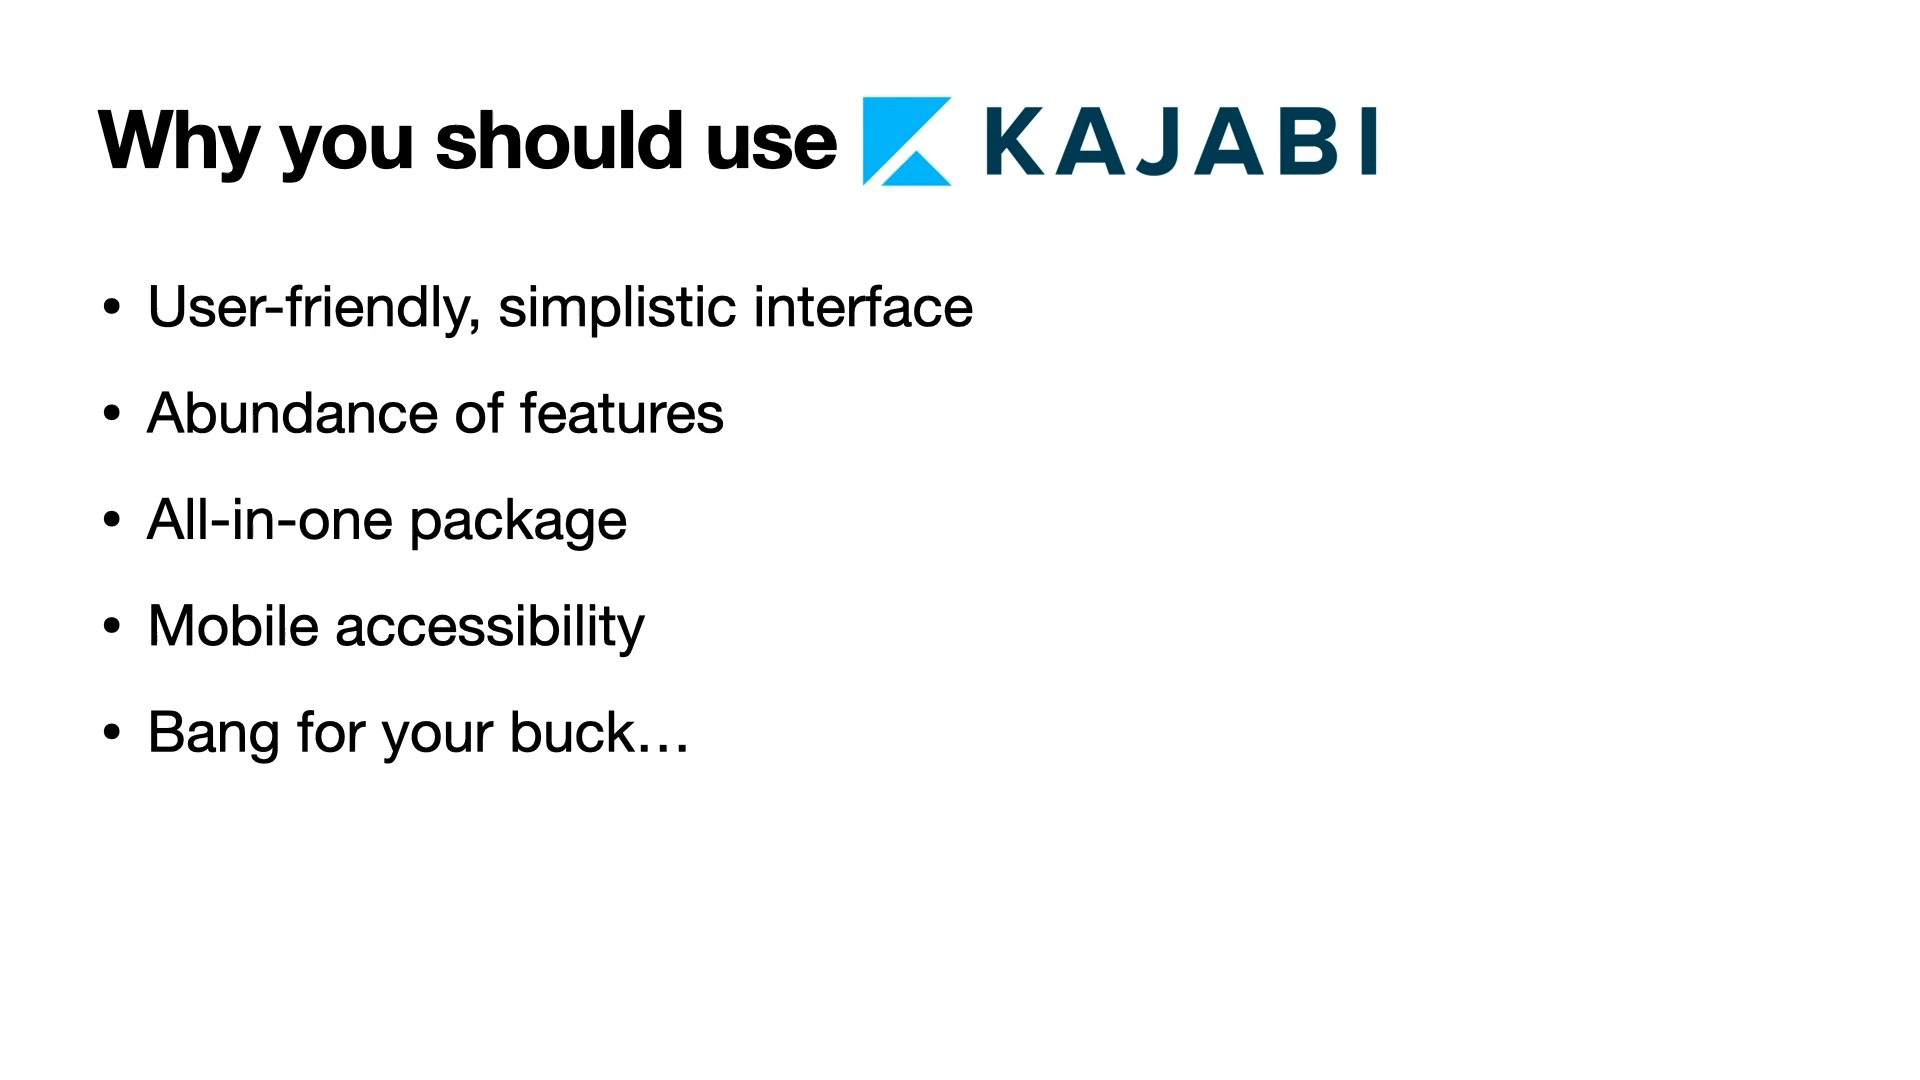 Why you should use KAJABI
• User-friendly, simplistic interface
• Abundance of features
• All-in-one package
• Mobile accessibility
• Bang for your buck…